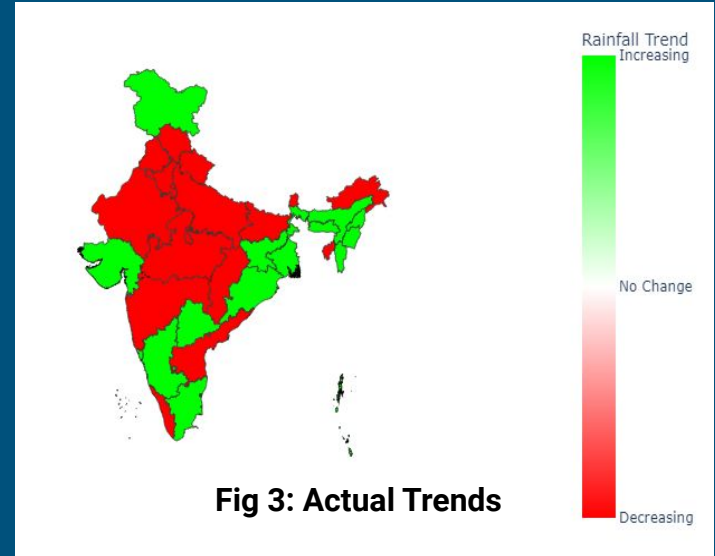 Rainfall Trend
Increasing
No Change
Decreasing
Fig 3: Actual Trends